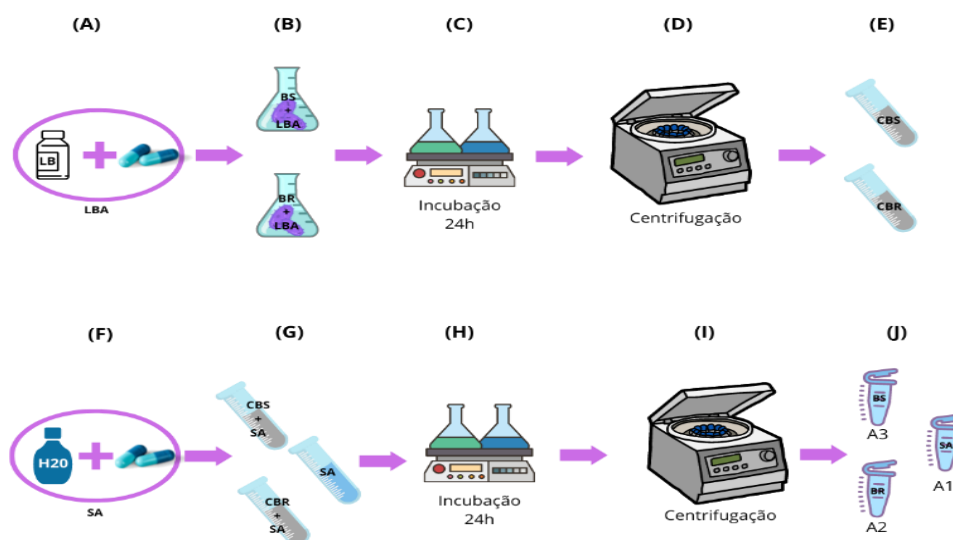 (A)
(B)
(C)
(D)
(E)
LB
LBA
BS
+
LBA
BR
+
LBA
Incubação
24h
Centrifugação
CBS
CBR
(F)
(G)
(H)
(I)
(J)
H20
SA
CBS
+
SA
SA
CBR
+
SA
Incubação
24h
Centrifugação
BS
A3
SA
A1
BR
A2